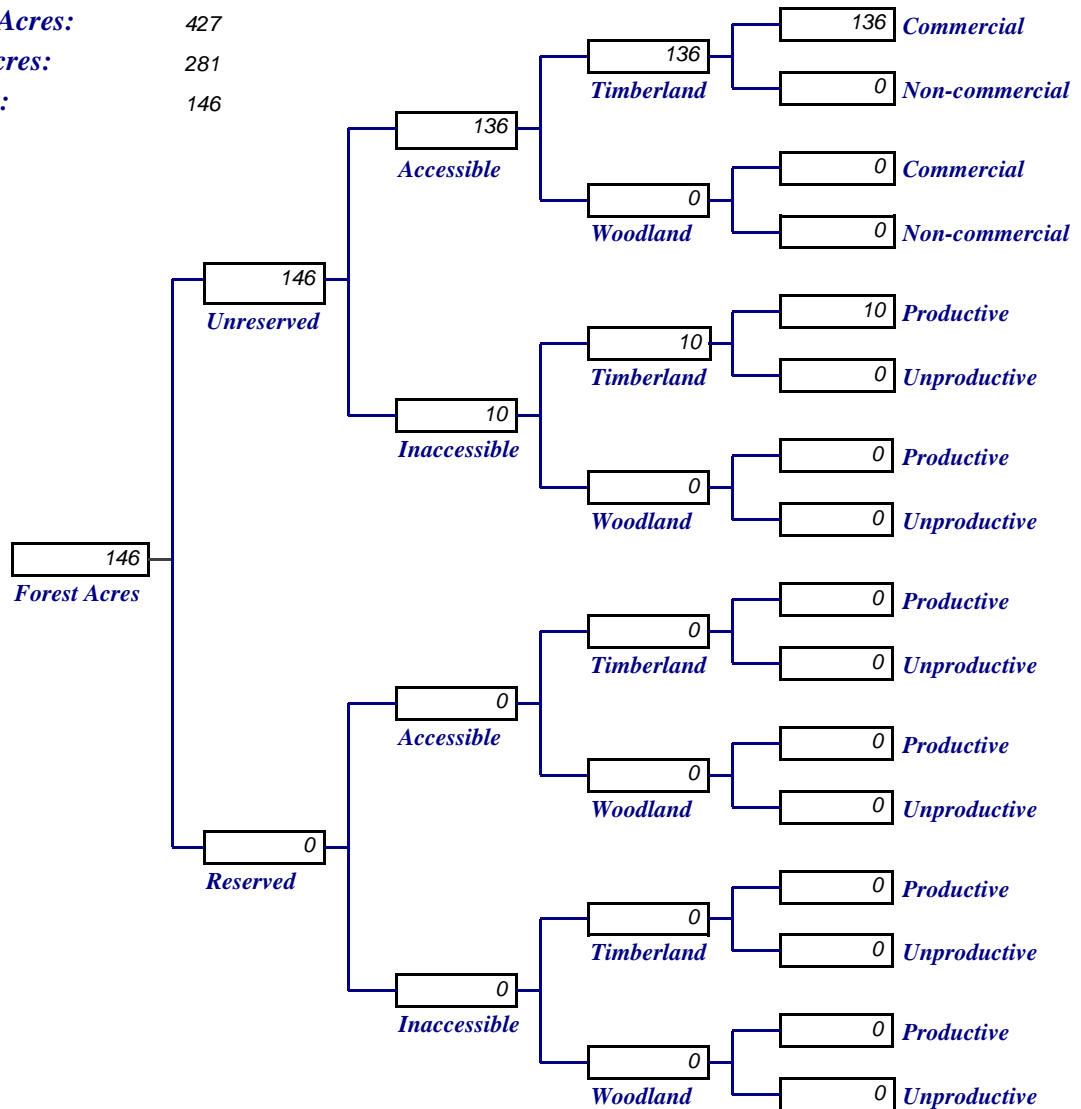 Acres: 427
cres: 281
: 146
136 Commercial
136
Timberland
0 Non-commercial
136
Accessible
0 Commercial
0
Woodland
0 Non-commercial
146
Unreserved
10 Productive
10
Timberland
0 Unproductive
10
Inaccessible
0 Productive
0
Woodland
0 Unproductive
146
Forest Acres
0 Productive
0
Timberland
0 Unproductive
0
Accessible
0 Productive
0
Woodland
0 Unproductive
0
Reserved
0 Productive
0
Timberland
0 Unproductive
0
Inaccessible
0 Productive
0
Woodland
0 Unproductive